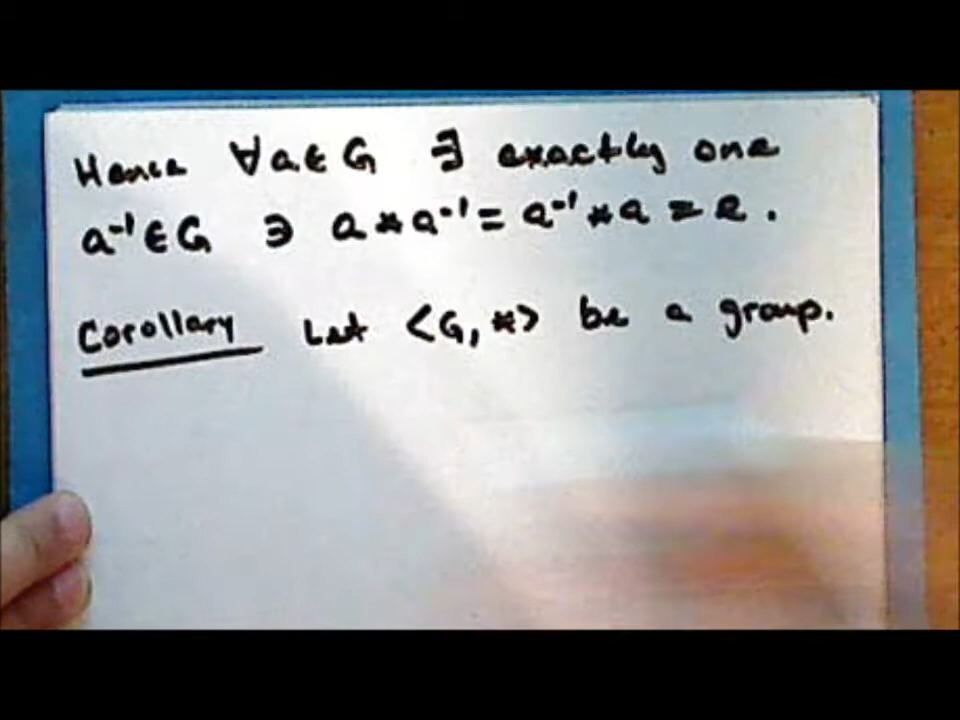 Hence ∀a∈G ∃ exactly one
a⁻¹∈G ∋ a*a⁻¹=a⁻¹*a=e.
Corollary Let <G,*> be a group.